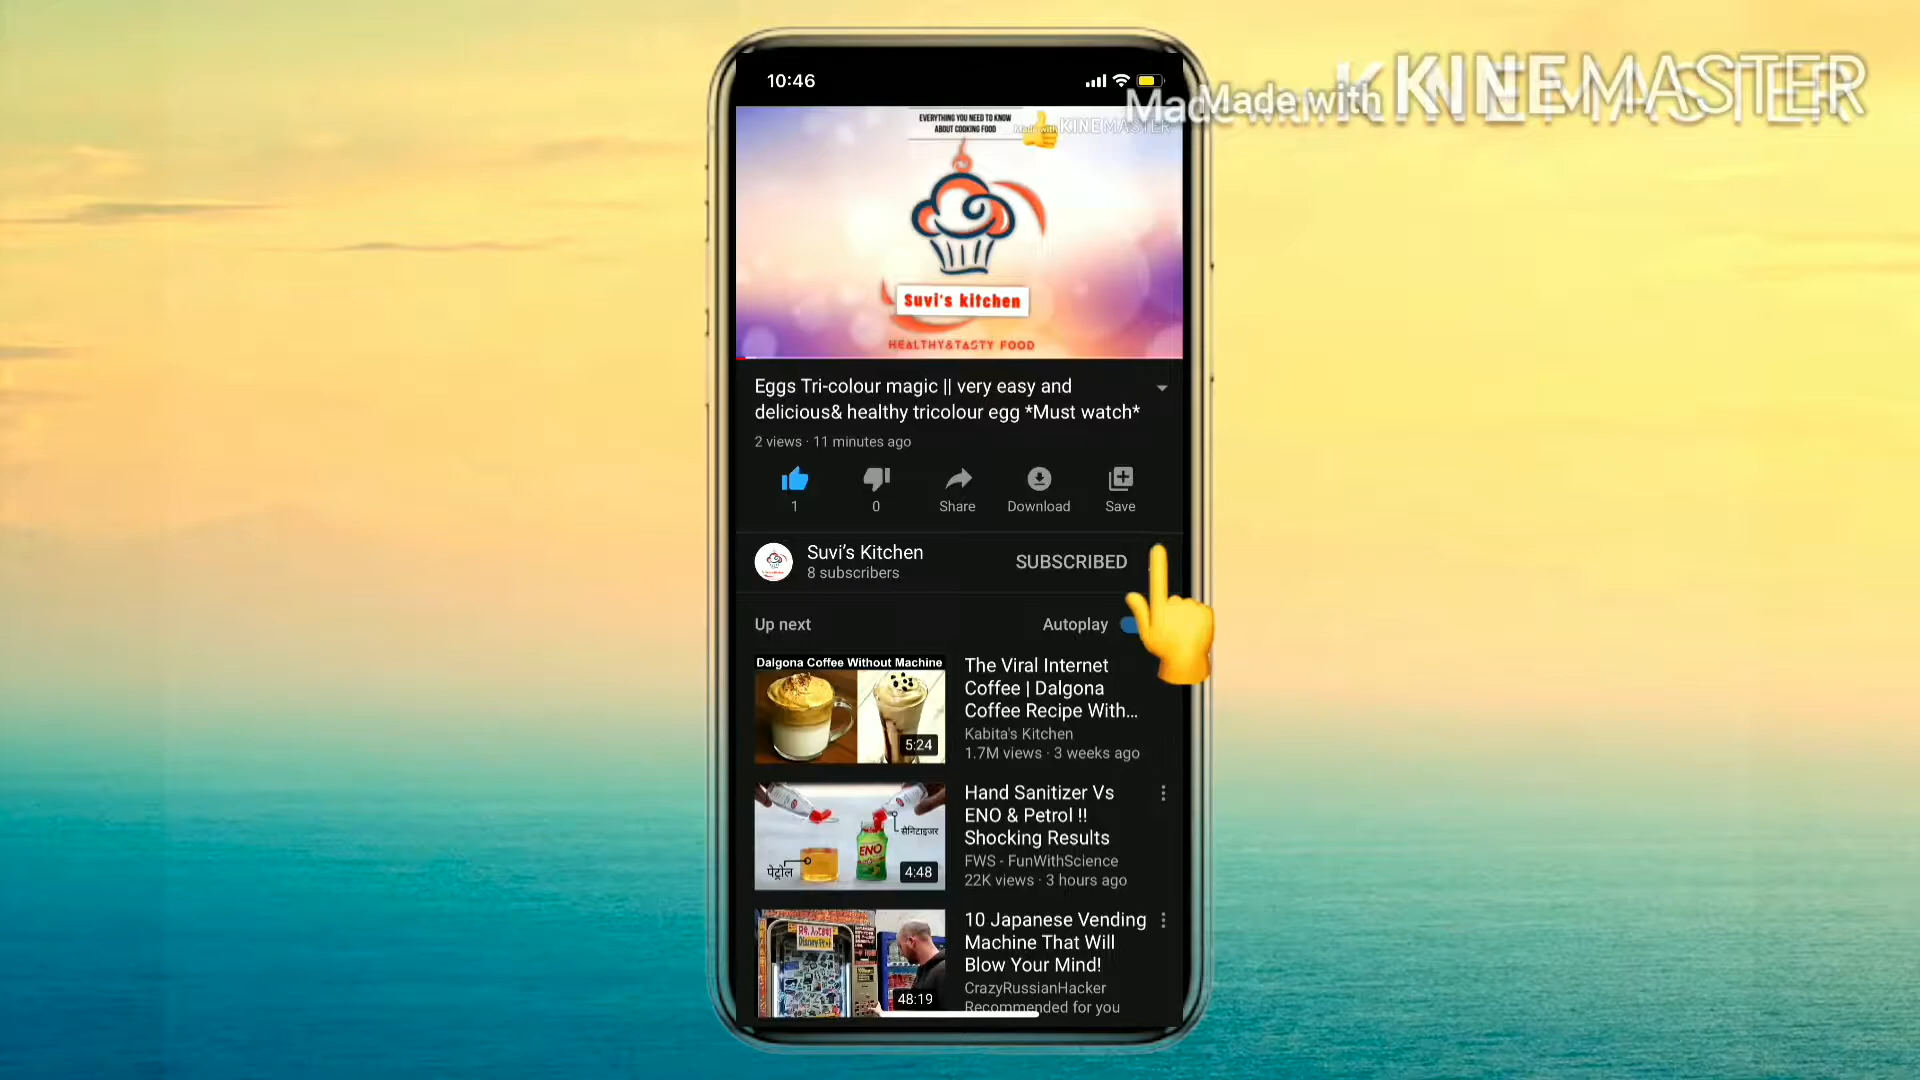 10:46
Made with KINEMASTER
EVERYTHING YOU NEED TO KNOW
ABOUT COOKING FOOD
Made with KINEMASTER
Suvi's kitchen
HEALTHY&TASTY FOOD
Eggs Tri-colour magic || very easy and
delicious& healthy tricolour egg *Must watch*
2 views · 11 minutes ago
1
0
Share
Download
Save
Suvi’s Kitchen
8 subscribers
SUBSCRIBED
Up next
Autoplay
Dalgona Coffee Without Machine
5:24
The Viral Internet
Coffee | Dalgona
Coffee Recipe With...
Kabita's Kitchen
1.7M views · 3 weeks ago
सैनिटाइजर
ENO
पेट्रोल
4:48
Hand Sanitizer Vs
ENO & Petrol !!
Shocking Results
FWS - FunWithScience
22K views · 3 hours ago
48:19
10 Japanese Vending
Machine That Will
Blow Your Mind!
CrazyRussianHacker
Recommended for you